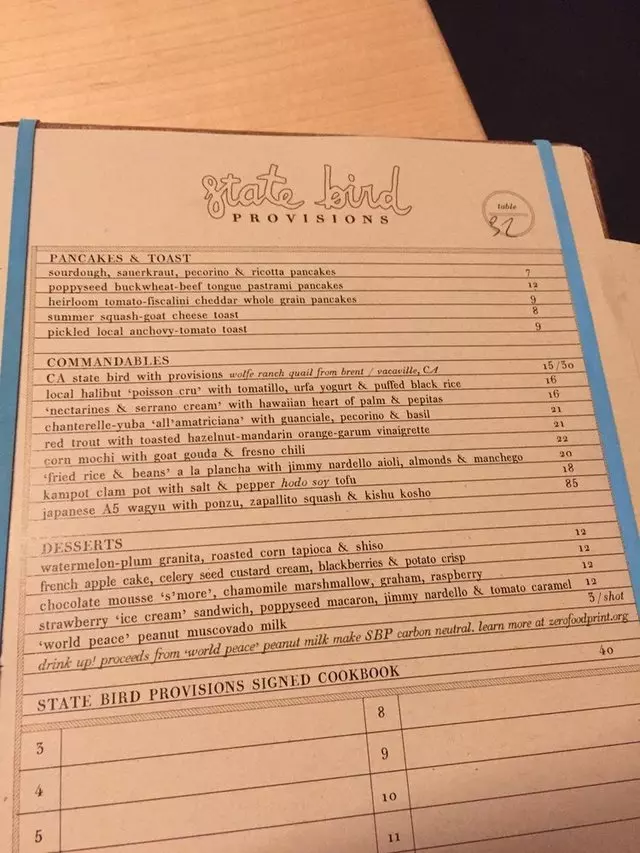 state bird
PROVISIONS
table
32
PANCAKES & TOAST
sourdough, sauerkraut, pecorino & ricotta pancakes 7
poppyseed buckwheat-beef tongue pastrami pancakes 12
heirloom tomato-fiscalini cheddar whole grain pancakes 9
summer squash-goat cheese toast 8
pickled local anchovy-tomato toast 9
COMMANDABLES
CA state bird with provisions wolfe ranch quail from brent / vacaville, CA 15/30
local halibut 'poisson cru' with tomatillo, urfa yogurt & puffed black rice 16
'nectarines & serrano cream' with hawaiian heart of palm & pepitas 16
chanterelle-yuba 'all'amatriciana' with guanciale, pecorino & basil 21
red trout with toasted hazelnut-mandarin orange-garum vinaigrette 21
corn mochi with goat gouda & fresno chili 22
'fried rice & beans' a la plancha with jimmy nardello aioli, almonds & manchego 20
kampot clam pot with salt & pepper hodo soy tofu 18
japanese A5 wagyu with ponzu, zapallito squash & kishu kosho 85
DESSERTS
watermelon-plum granita, roasted corn tapioca & shiso 12
french apple cake, celery seed custard cream, blackberries & potato crisp 12
chocolate mousse 's'more', chamomile marshmallow, graham, raspberry 12
strawberry 'ice cream' sandwich, poppyseed macaron, jimmy nardello & tomato caramel 12
'world peace' peanut muscovado milk 3/shot
drink up! proceeds from 'world peace' peanut milk make SBP carbon neutral. learn more at zerofoodprint.org
STATE BIRD PROVISIONS SIGNED COOKBOOK 40
3 8
4 9
5 10
11